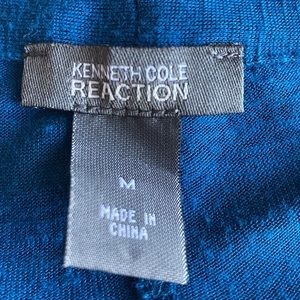 KENNETH COLE
REACTION
M
MADE IN
CHINA